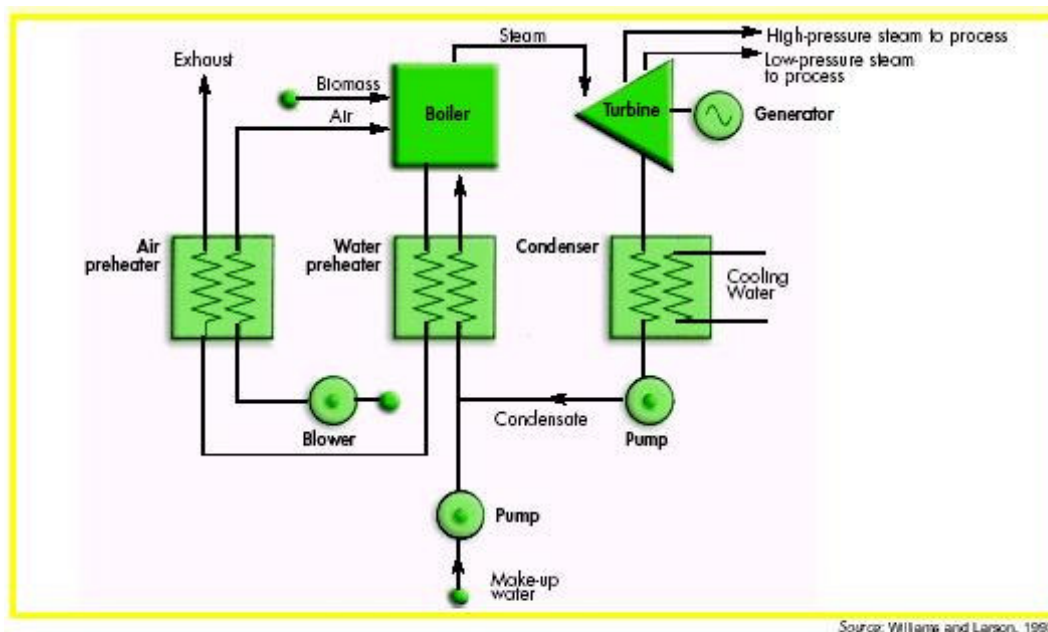 Steam
High-pressure steam to process
Low-pressure steam
to process
Exhaust
Biomass
Air
Boiler
Turbine
Generator
Air
preheater
Water
preheater
Condenser
Cooling
Water
Blower
Condensate
Pump
Pump
Make-up
water
Source: Williams and Larson,